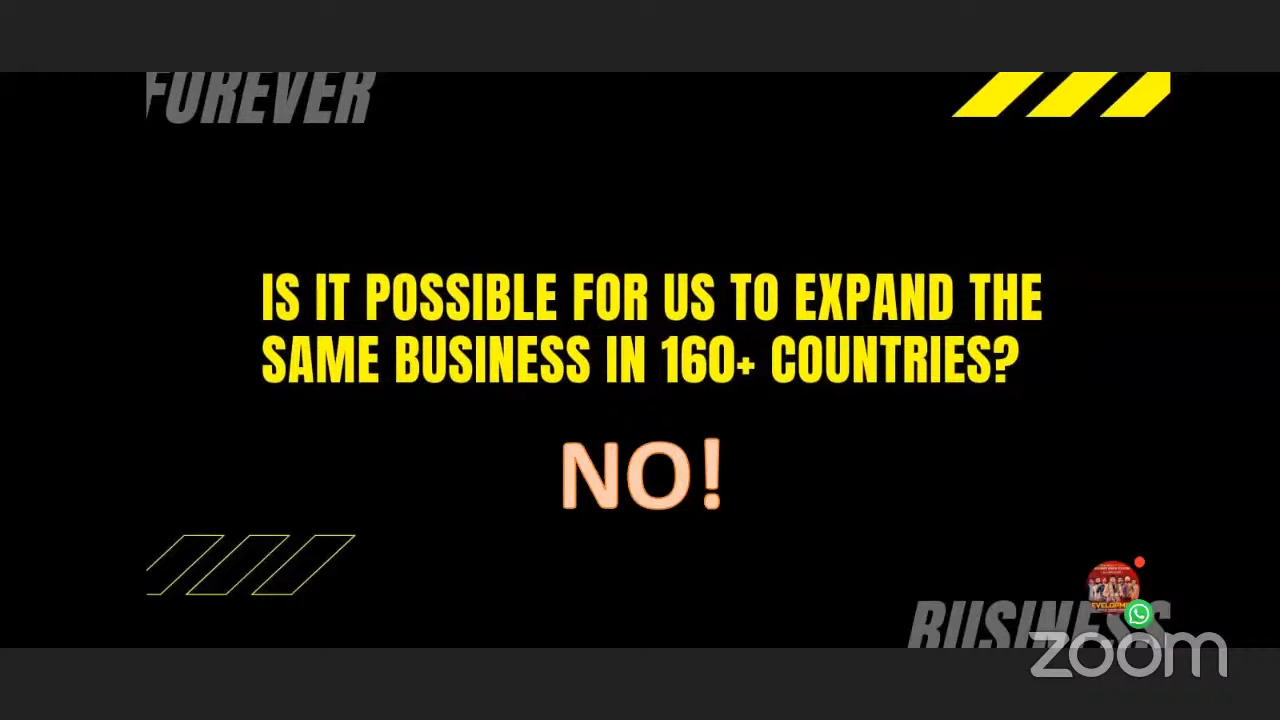 FOREVER
IS IT POSSIBLE FOR US TO EXPAND THE
SAME BUSINESS IN 160+ COUNTRIES?
NO!
BUSINESS
zoom